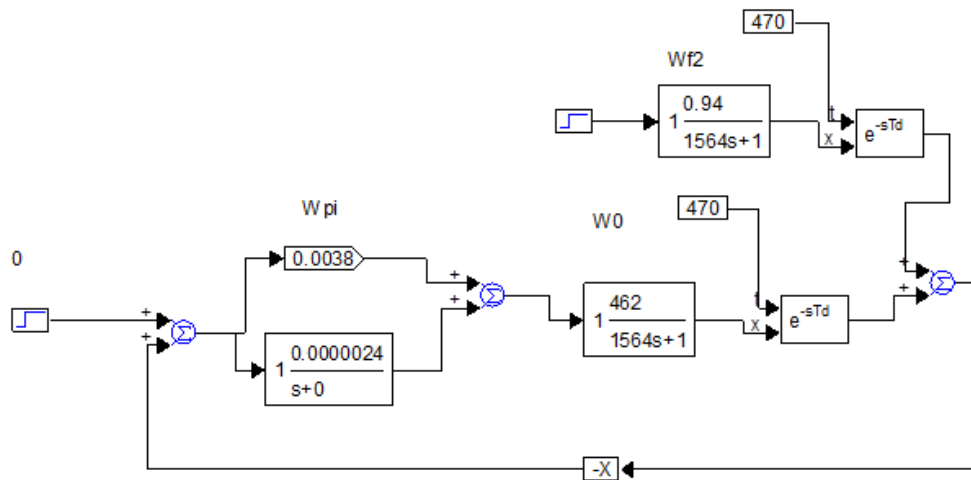 470
Wf2
1
0.94
1564s+1
t
x
e-sTd
Wpi
470
W0
0
0.0038
+
+
+
+
Σ
Σ
Σ
+
+
1
462
1564s+1
t
x
e-sTd
1
0.0000024
s+0
-X